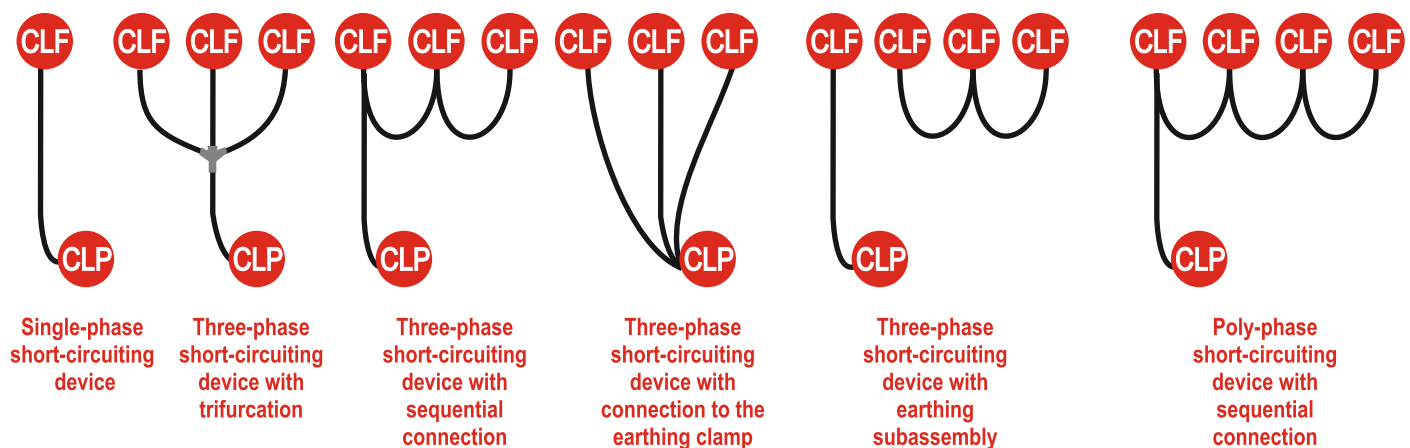 CLF CLF CLF CLF CLF CLF CLF CLF CLF CLF CLF CLF CLF CLF CLF CLF CLF CLF
CLP CLP CLP CLP CLP CLP
Single-phase
short-circuiting
device
Three-phase
short-circuiting
device with
trifurcation
Three-phase
short-circuiting
device with
sequential
connection
Three-phase
short-circuiting
device with
connection to the
earthing clamp
Three-phase
short-circuiting
device with
earthing
subassembly
Poly-phase
short-circuiting
device with
sequential
connection